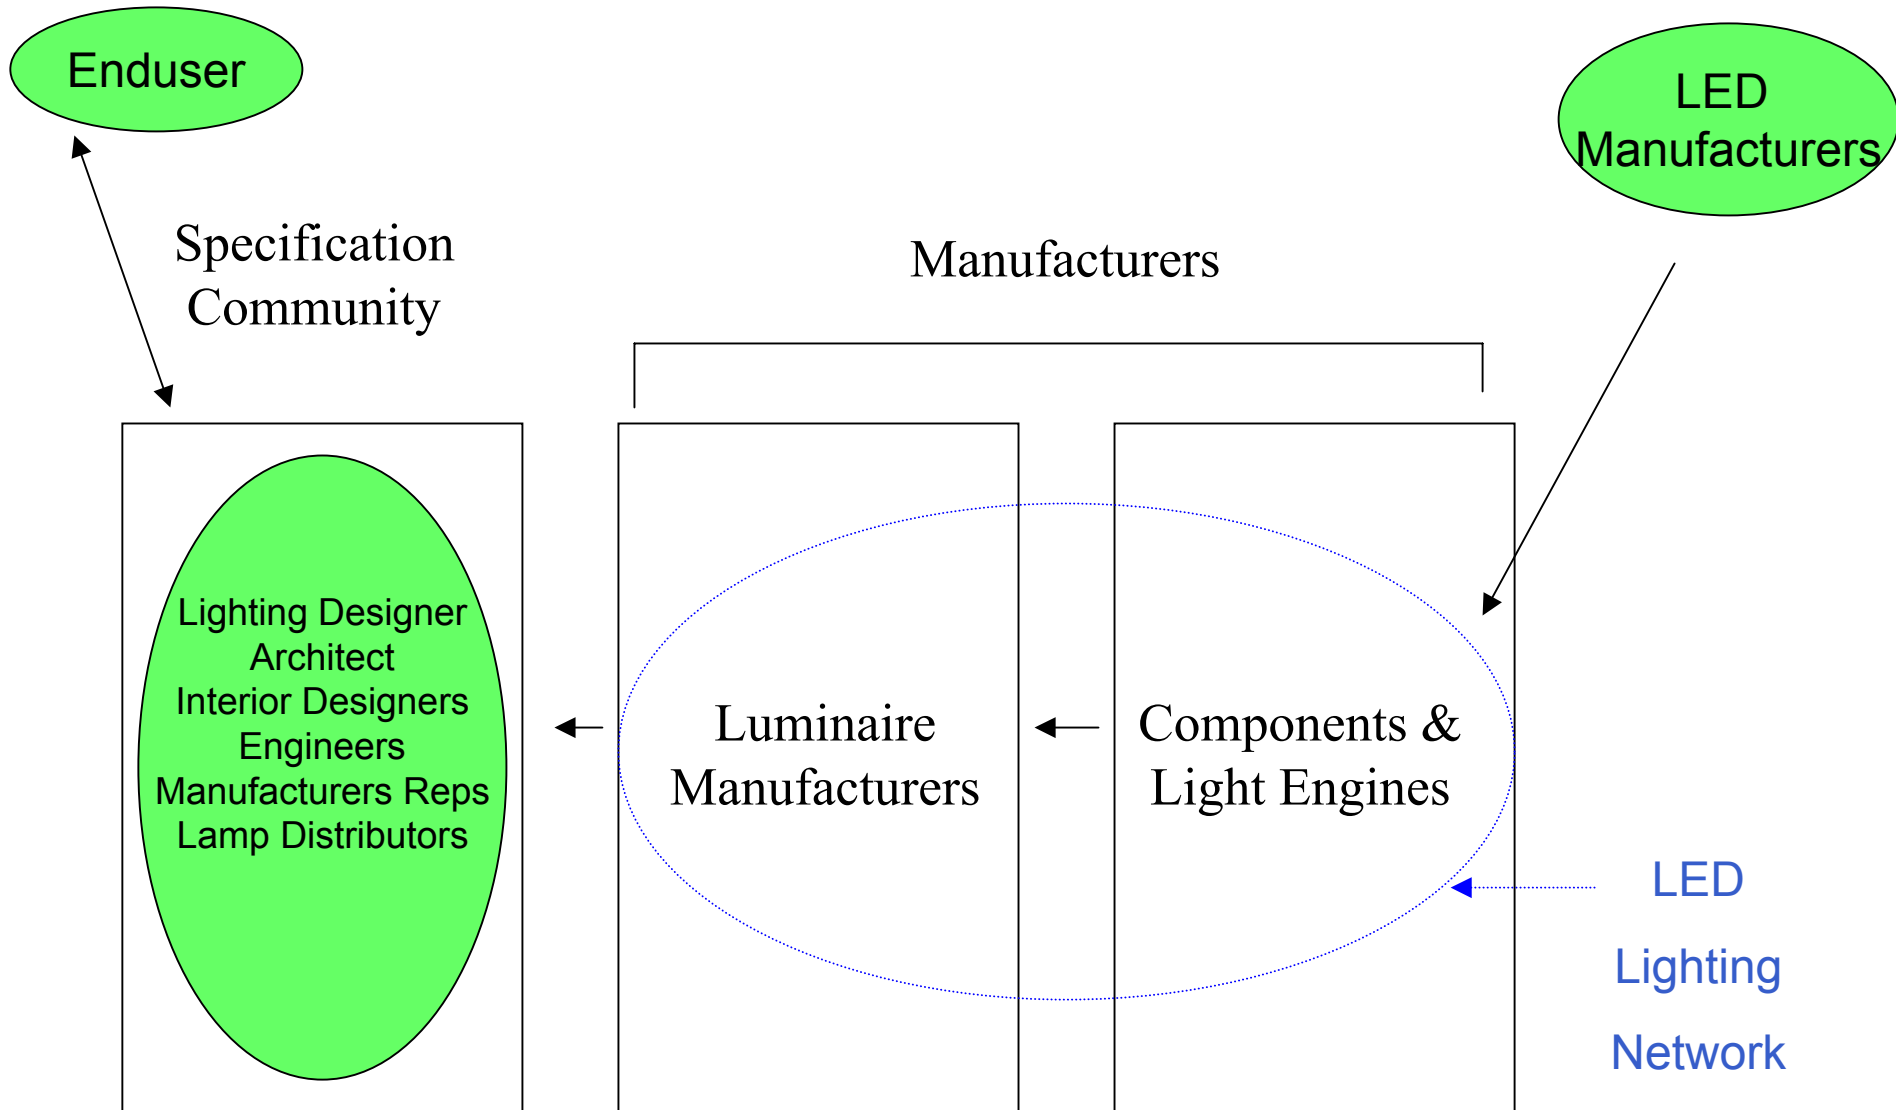 Enduser
LED
Manufacturers
Specification
Community
Manufacturers
Lighting Designer
Architect
Interior Designers
Engineers
Manufacturers Reps
Lamp Distributors
Luminaire
Manufacturers
Components &
Light Engines
LED
Lighting
Network